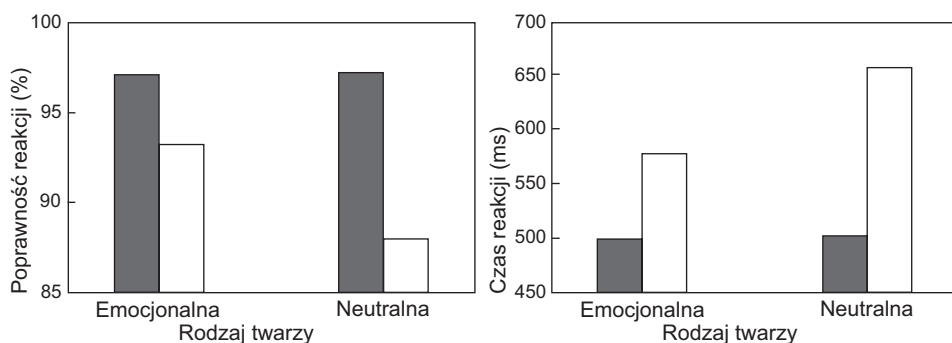 100
95
90
85
Poprawność reakcji (%)
Emocjonalna
Neutralna
Rodzaj twarzy
700
650
600
550
500
450
Czas reakcji (ms)
Emocjonalna
Neutralna
Rodzaj twarzy